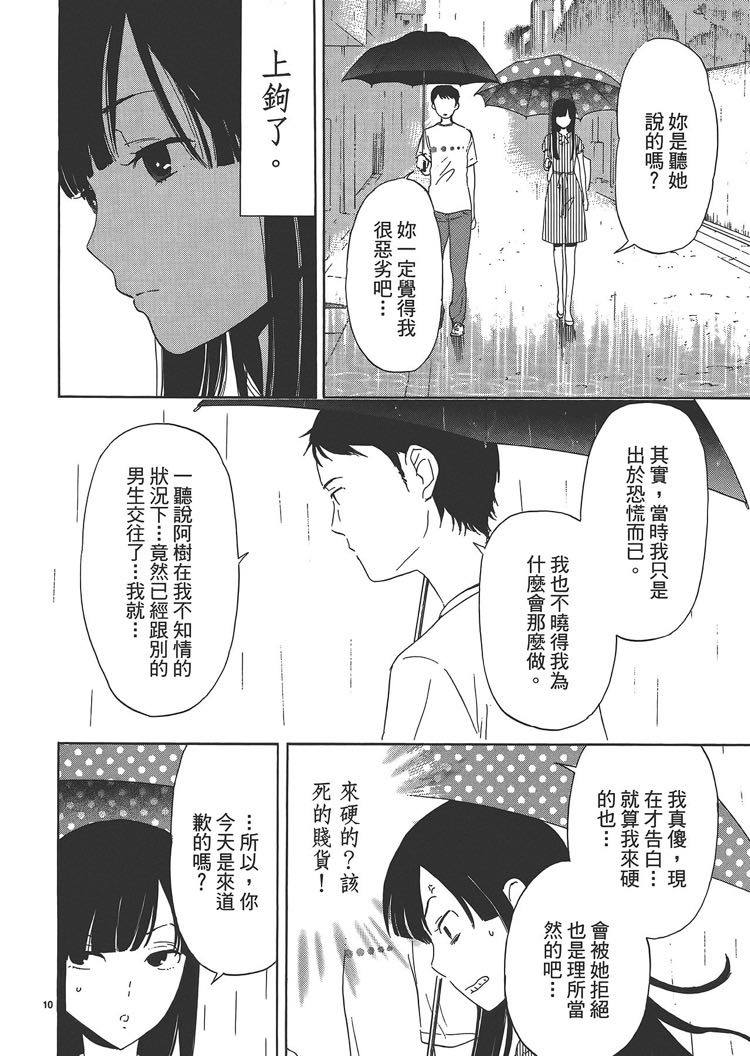 妳是聽她
說的嗎？
妳一定覺得我
很惡劣吧…
上鉤了。
其實，當時我只是
出於恐慌而已。
我也不曉得我為
什麼會那麼做。
一聽說阿樹在我不知情的
狀況下…竟然已經跟別的
男生交往了…我就…
我真傻，現
在才告白…
就算我來硬
的也…
會被她拒絕
也是理所當
然的吧…
來硬的？該
死的賤貨！
…所以，你
今天是來道
歉的嗎？
10